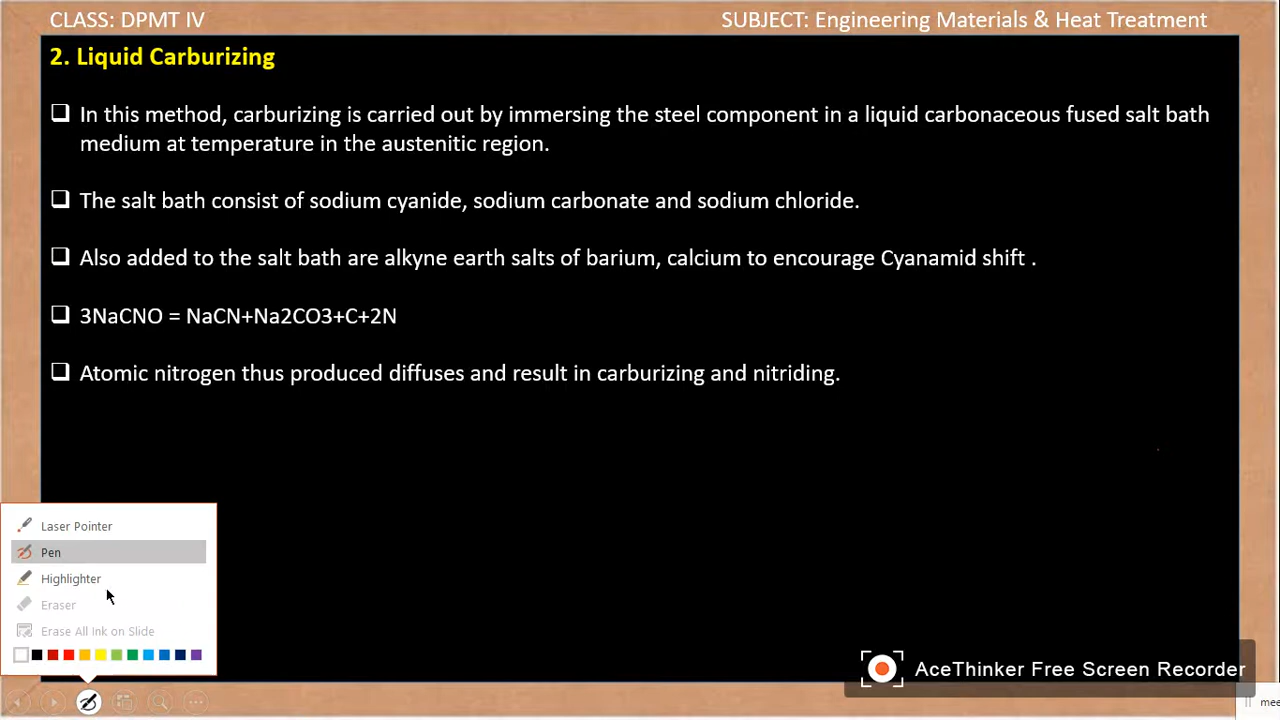 CLASS: DPMT IV
SUBJECT: Engineering Materials & Heat Treatment
2. Liquid Carburizing
In this method, carburizing is carried out by immersing the steel component in a liquid carbonaceous fused salt bath
medium at temperature in the austenitic region.
The salt bath consist of sodium cyanide, sodium carbonate and sodium chloride.
Also added to the salt bath are alkyne earth salts of barium, calcium to encourage Cyanamid shift .
3NaCNO = NaCN+Na2CO3+C+2N
Atomic nitrogen thus produced diffuses and result in carburizing and nitriding.
Laser Pointer
Pen
Highlighter
Eraser
Erase All Ink on Slide
AceThinker Free Screen Recorder